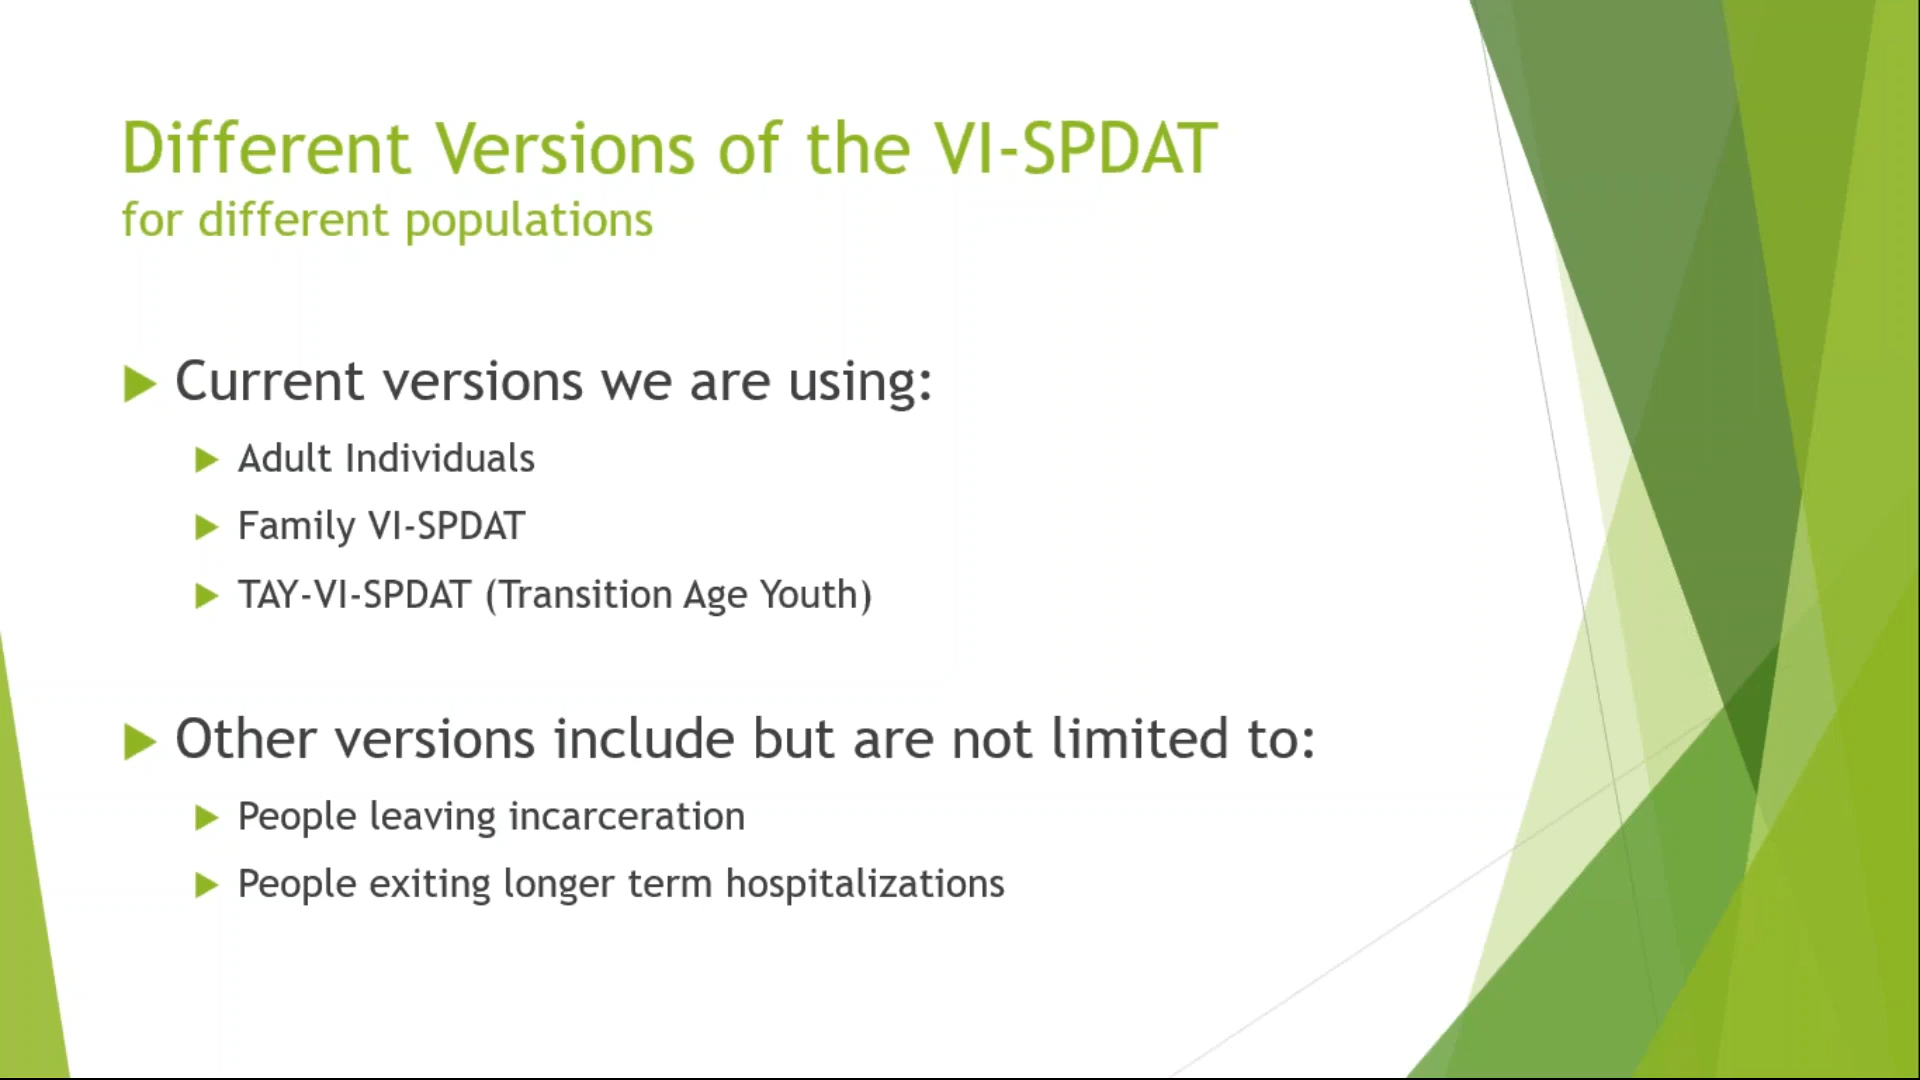 Different Versions of the VI-SPDAT
for different populations
Current versions we are using:
Adult Individuals
Family VI-SPDAT
TAY-VI-SPDAT (Transition Age Youth)
Other versions include but are not limited to:
People leaving incarceration
People exiting longer term hospitalizations